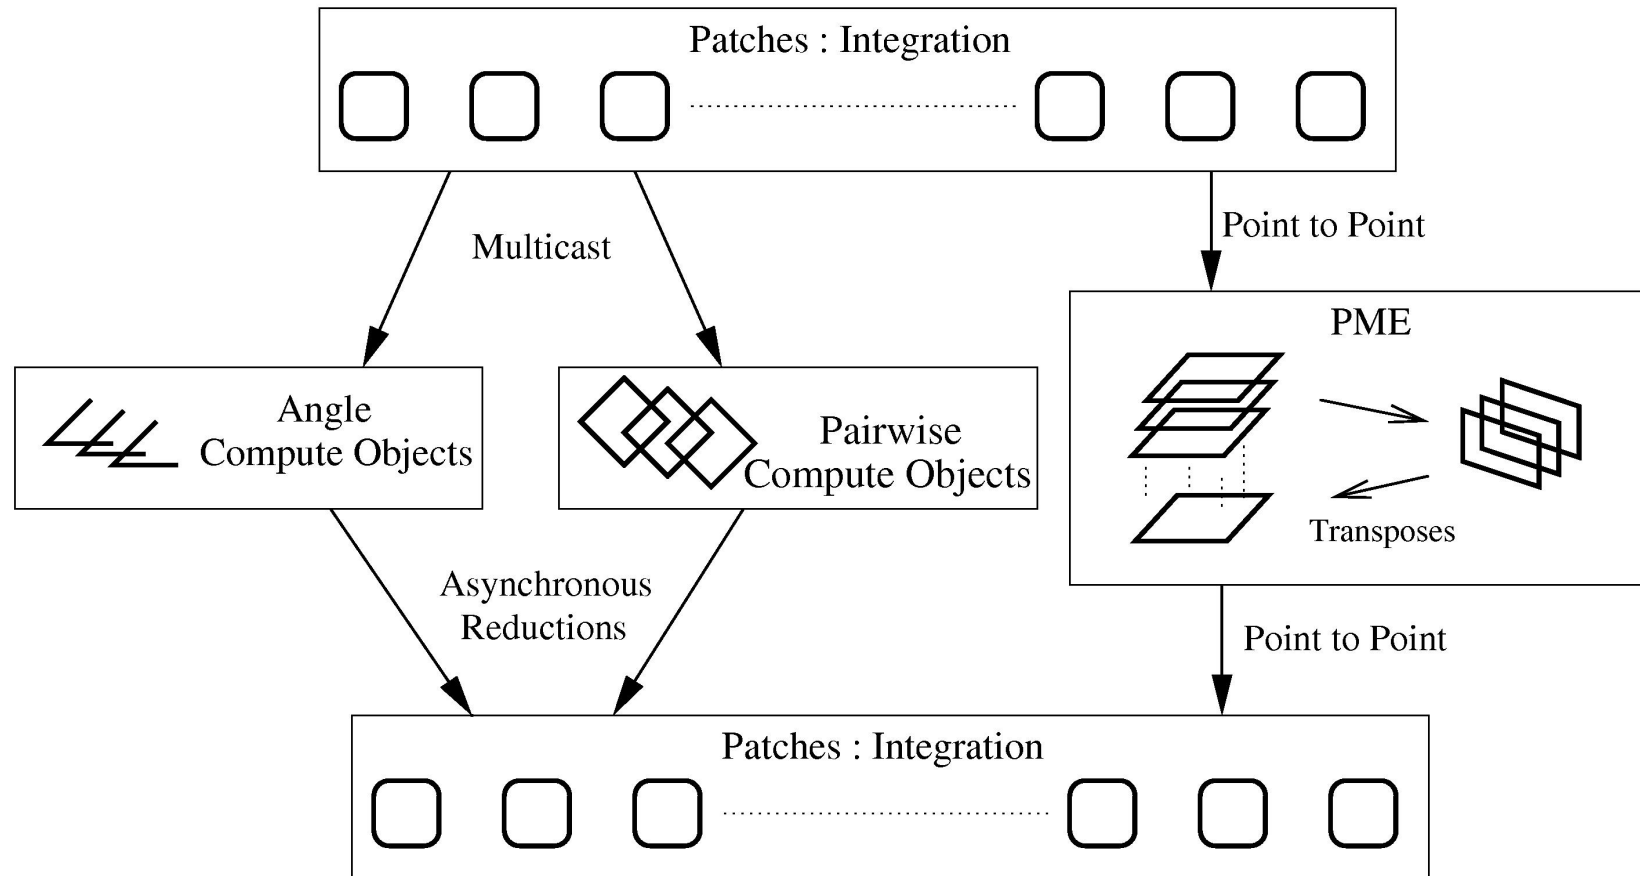 Patches : Integration
Multicast
Point to Point
PME
Angle
Compute Objects
Pairwise
Compute Objects
Transposes
Asynchronous
Reductions
Point to Point
Patches : Integration